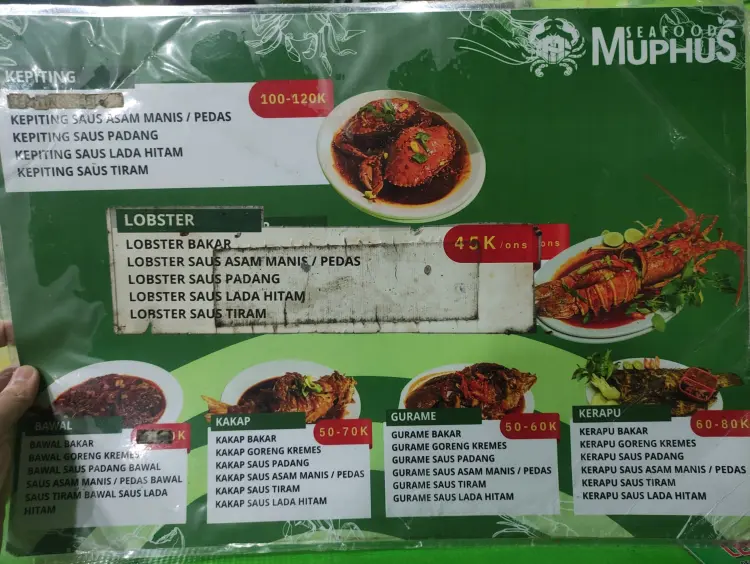 SEAFOOD
MUPHUS
KEPITING
100-120K
KEPITING SAUS ASAM MANIS / PEDAS
KEPITING SAUS PADANG
KEPITING SAUS LADA HITAM
KEPITING SAUS TIRAM
LOBSTER
45K /ons
ons
LOBSTER BAKAR
LOBSTER SAUS ASAM MANIS / PEDAS
LOBSTER SAUS PADANG
LOBSTER SAUS LADA HITAM
LOBSTER SAUS TIRAM
BAWAL
K
BAWAL BAKAR
BAWAL GORENG KREMES
BAWAL SAUS PADANG BAWAL
SAUS ASAM MANIS / PEDAS BAWAL
SAUS TIRAM BAWAL SAUS LADA
HITAM
KAKAP
50-70K
KAKAP BAKAR
KAKAP GORENG KREMES
KAKAP SAUS PADANG
KAKAP SAUS ASAM MANIS / PEDAS
KAKAP SAUS TIRAM
KAKAP SAUS LADA HITAM
GURAME
50-60K
GURAME BAKAR
GURAME GORENG KREMES
GURAME SAUS PADANG
GURAME SAUS ASAM MANIS / PEDAS
GURAME SAUS TIRAM
GURAME SAUS LADA HITAM
KERAPU
60-80K
KERAPU BAKAR
KERAPU GORENG KREMES
KERAPU SAUS PADANG
KERAPU SAUS ASAM MANIS / PEDAS
KERAPU SAUS TIRAM
KERAPU SAUS LADA HITAM